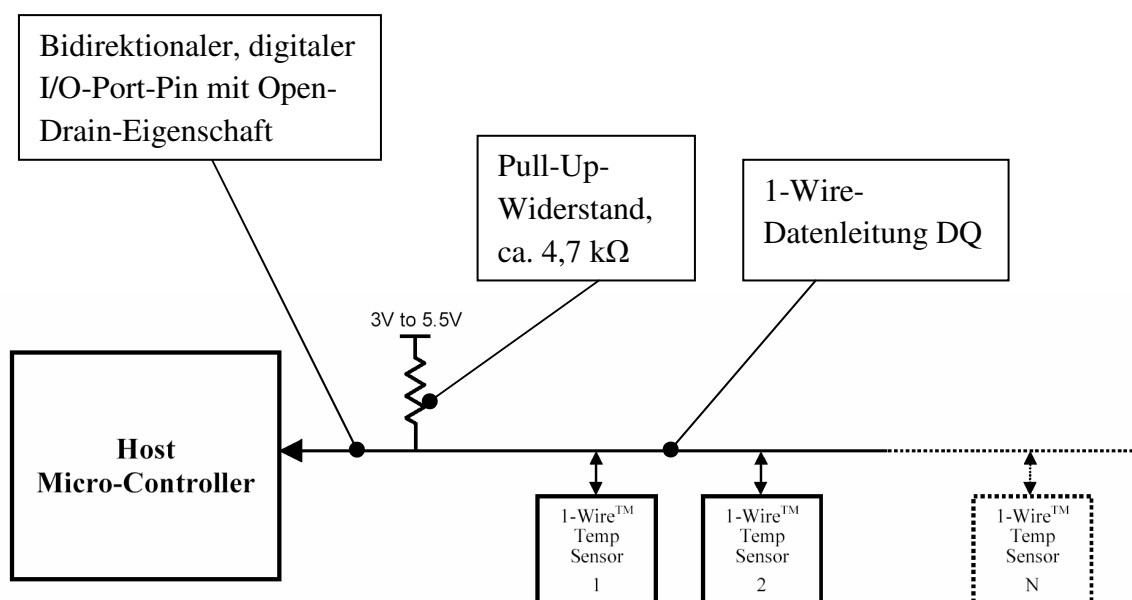 Bidirektionaler, digitaler
I/O-Port-Pin mit Open-
Drain-Eigenschaft
Pull-Up-
Widerstand,
ca. 4,7 kΩ
1-Wire-
Datenleitung DQ
3V to 5.5V
Host
Micro-Controller
1-Wire™
Temp
Sensor
1
1-Wire™
Temp
Sensor
2
1-Wire™
Temp
Sensor
N